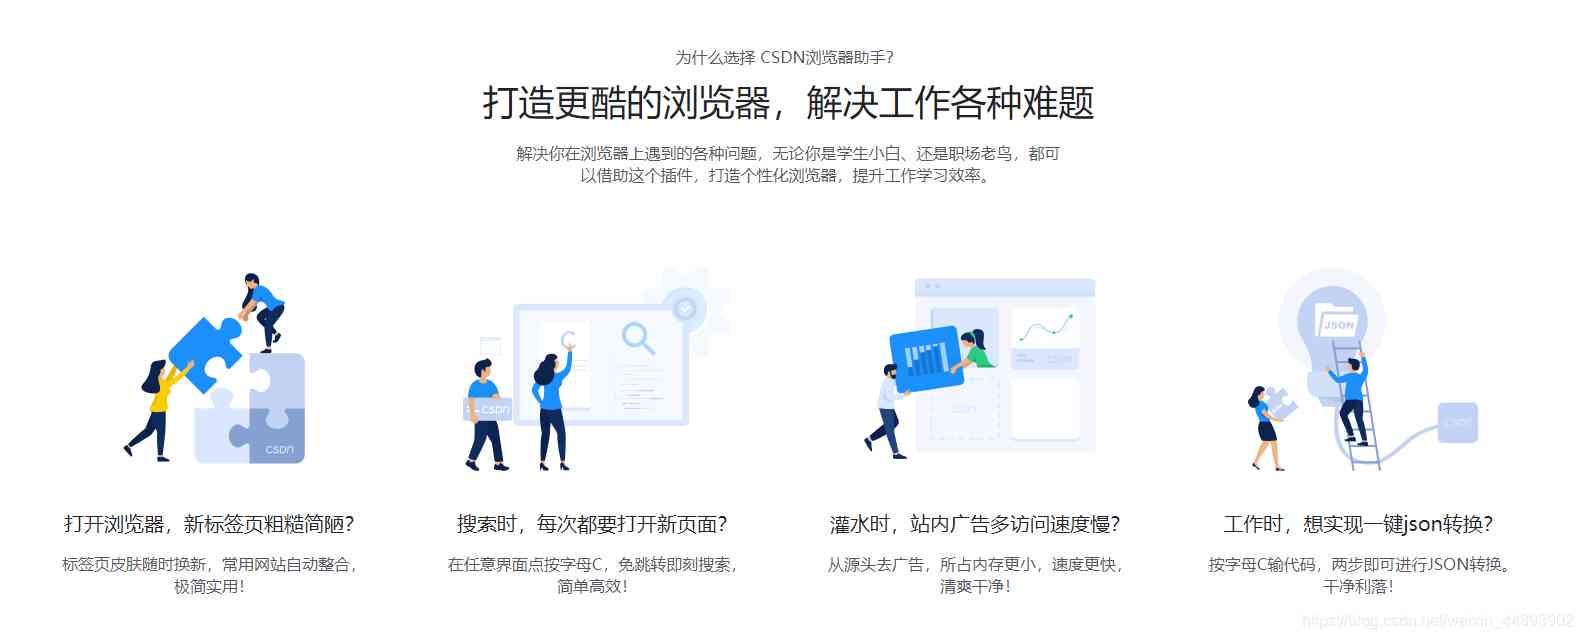 为什么选择 CSDN浏览器助手?
打造更酷的浏览器，解决工作各种难题
解决你在浏览器上遇到的各种问题，无论你是学生小白、还是职场老鸟，都可
以借助这个插件，打造个性化浏览器，提升工作学习效率。
CSDN
CSDN
CSDN
JSON
CSDN
打开浏览器，新标签页粗糙简陋?
标签页皮肤随时换新，常用网站自动整合，
极简实用!
搜索时，每次都要打开新页面?
在任意界面点按字母C，免跳转即刻搜索，
简单高效!
灌水时，站内广告多访问速度慢?
从源头去广告，所占内存更小，速度更快，
清爽干净!
工作时，想实现一键json转换?
按字母C输代码，两步即可进行JSON转换。
干净利落!
https://blog.csdn.net/weixin_44893902